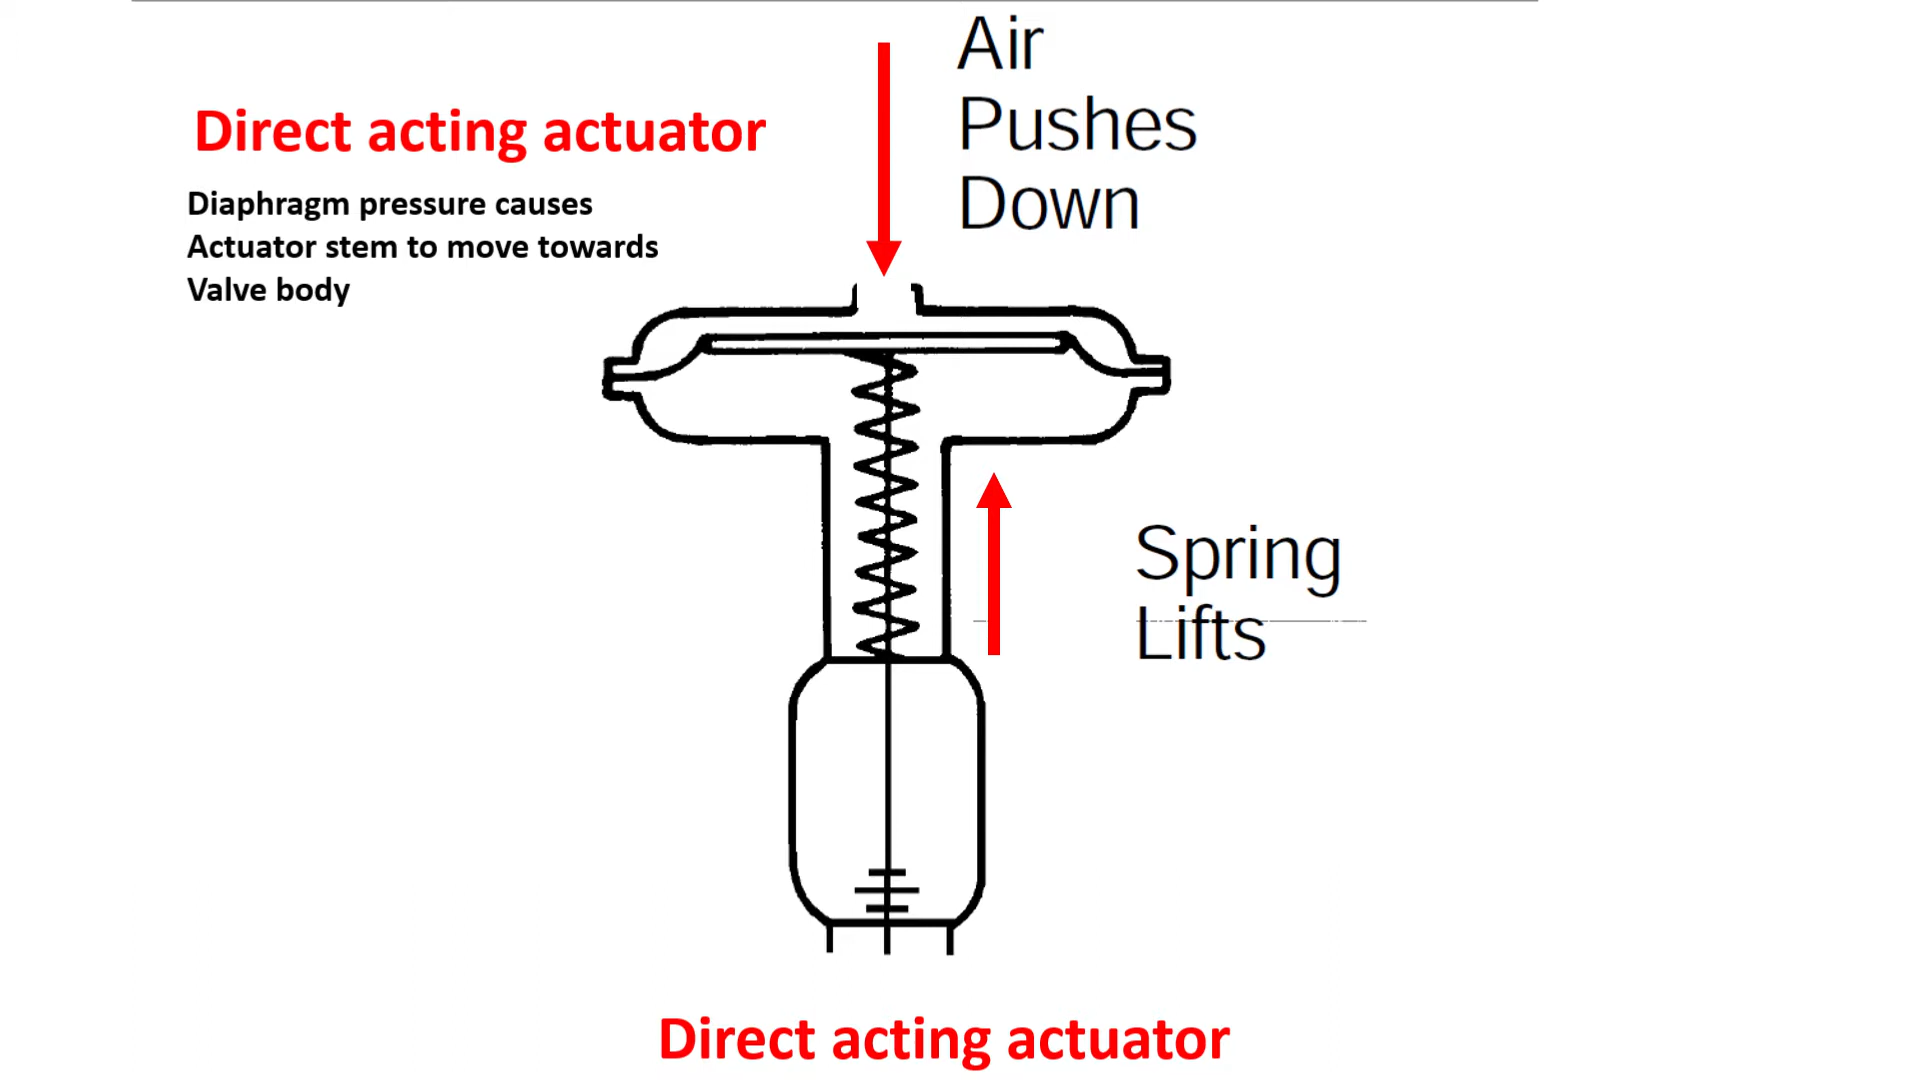 Direct acting actuator
Diaphragm pressure causes
Actuator stem to move towards
Valve body
Air
Pushes
Down
Spring
Lifts
Direct acting actuator